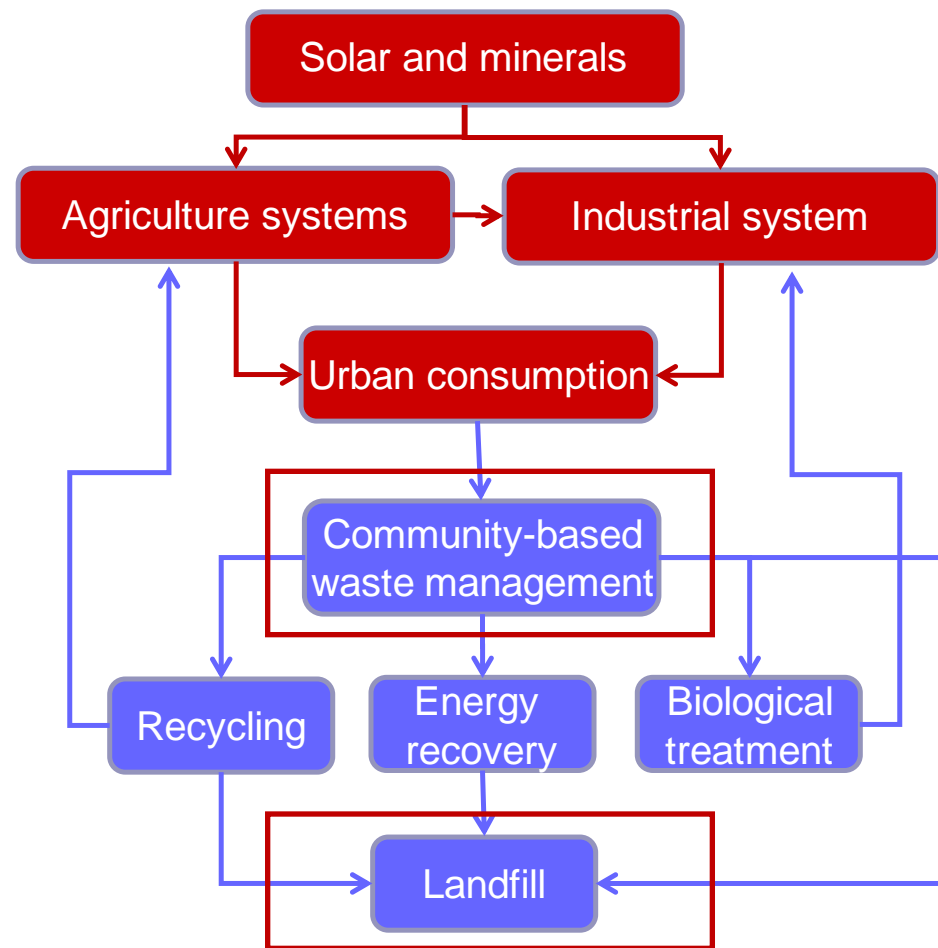 Solar and minerals
Agriculture systems
Industrial system
Urban consumption
Community-based
waste management
Recycling
Energy
recovery
Biological
treatment
Landfill